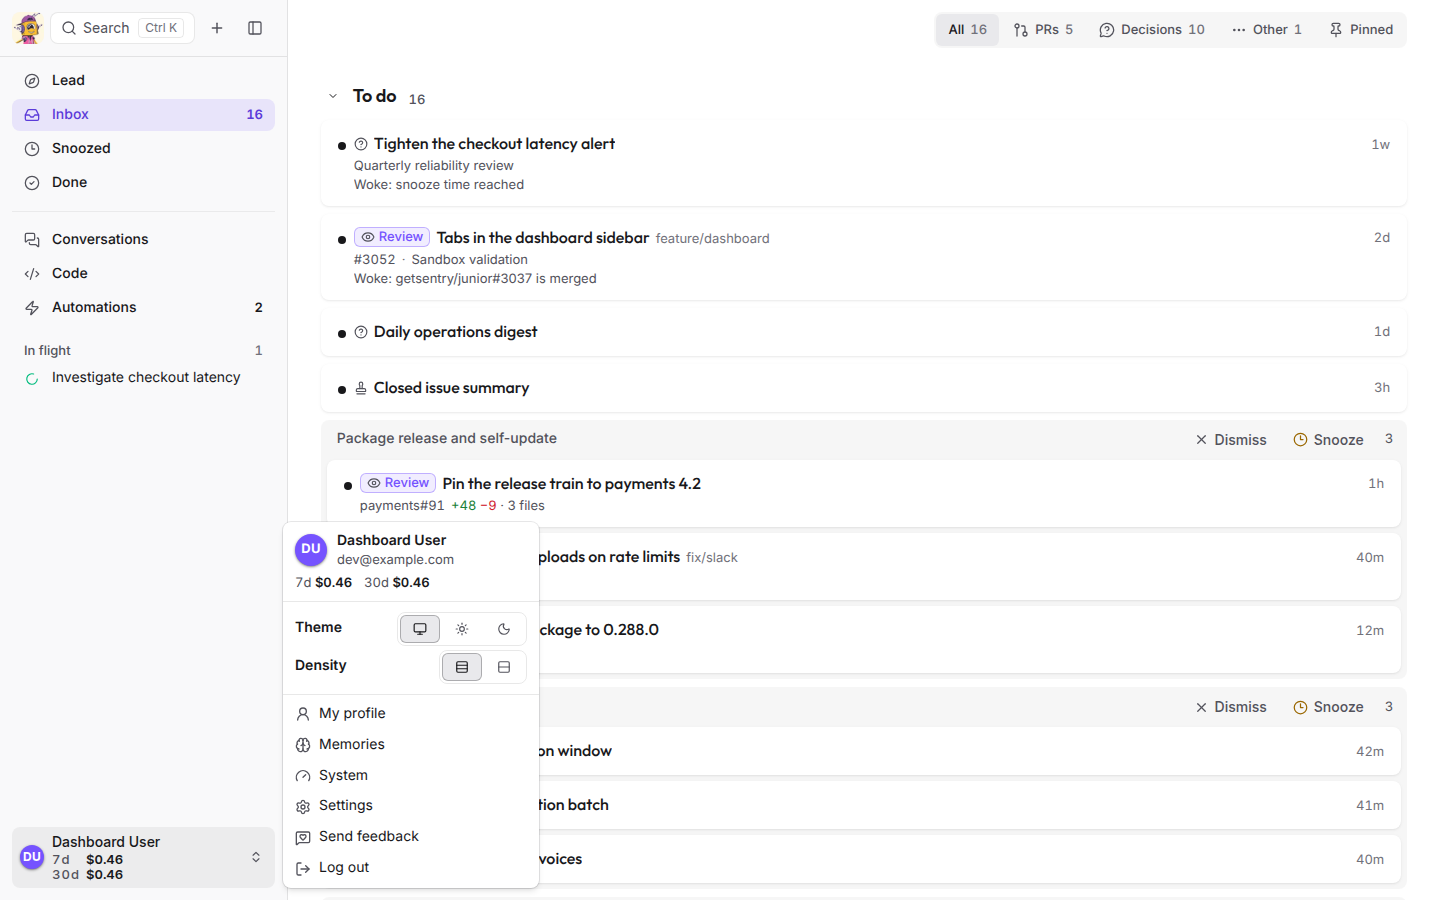 Search Ctrl K
Lead
Inbox 16
Snoozed
Done
Conversations
Code
Automations 2
In flight 1
Investigate checkout latency
DU Dashboard User
7d $0.46
30d $0.46
All 16 PRs 5 Decisions 10 Other 1 Pinned
To do 16
Tighten the checkout latency alert 1w
Quarterly reliability review
Woke: snooze time reached
Review Tabs in the dashboard sidebar feature/dashboard 2d
#3052 · Sandbox validation
Woke: getsentry/junior#3037 is merged
Daily operations digest 1d
Closed issue summary 3h
Package release and self-update Dismiss Snooze 3
Review Pin the release train to payments 4.2 1h
payments#91 +48 −9 · 3 files
on rate limits fix/slack 40m
to 0.288.0 12m
Dismiss Snooze 3
window 42m
batch 41m
40m
DU Dashboard User
dev@example.com
7d $0.46 30d $0.46
Theme
Density
My profile
Memories
System
Settings
Send feedback
Log out